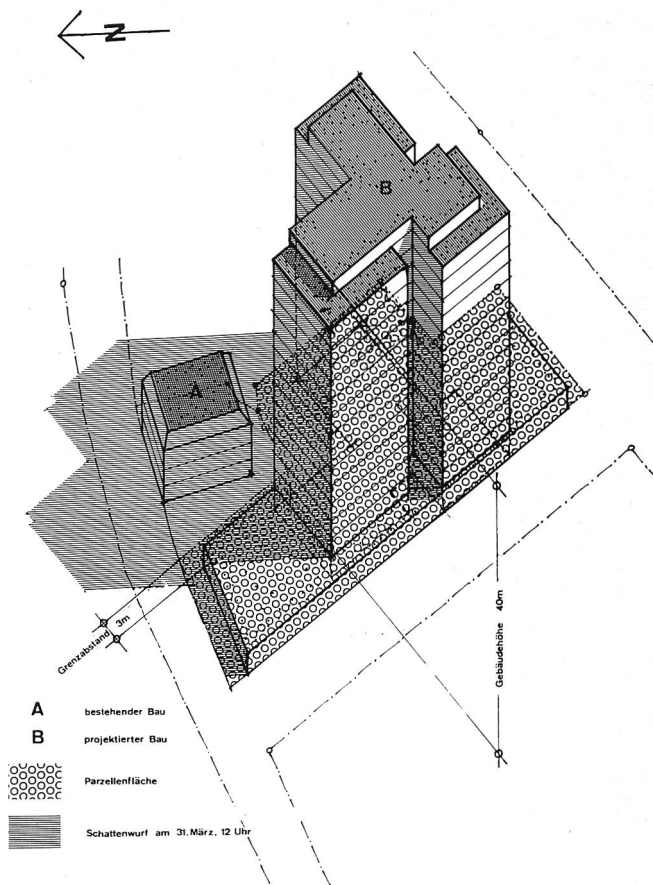 N
B
A
Grenzabstand 3m
Gebäudehöhe 40m
A bestehender Bau
B projektierter Bau
Parzellenfläche
Schattenwurf am 31. März, 12 Uhr